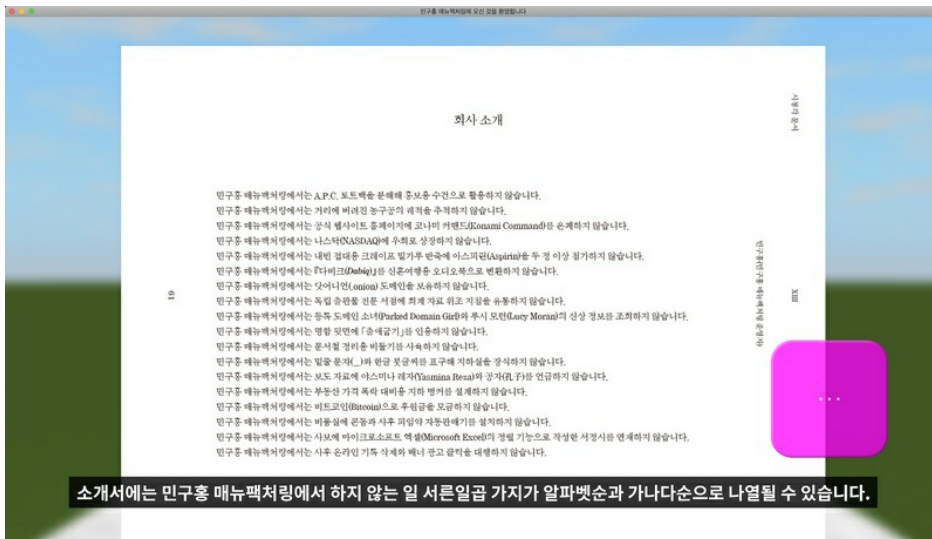 민구홍 매뉴팩처링에 오신 것을 환영합니다
회사 소개
시청각 문서
민구홍 매뉴팩처링에서는 A.P.C. 토트백을 분해해 홍보용 수건으로 활용하지 않습니다.
민구홍 매뉴팩처링에서는 거리에 버려진 농구공의 궤적을 추적하지 않습니다.
민구홍 매뉴팩처링에서는 공식 웹사이트 홈페이지에 코나미 커맨드(Konami Command)를 은폐하지 않습니다.
민구홍 매뉴팩처링에서는 나스닥(NASDAQ)에 우회로 상장하지 않습니다.
민구홍 매뉴팩처링에서는 내빈 접대용 크레이프 밀가루 반죽에 아스피린(Aspirin)을 두 정 이상 첨가하지 않습니다.
민구홍 매뉴팩처링에서는 『다비크(Dabiq)』를 신혼여행용 오디오북으로 변환하지 않습니다.
민구홍 매뉴팩처링에서는 닷어니언(.onion) 도메인을 보유하지 않습니다.
민구홍 매뉴팩처링에서는 독립 출판물 전문 서점에 회계 자료 위조 지침을 유통하지 않습니다.
민구홍 매뉴팩처링에서는 등록 도메인 소녀(Parked Domain Girl)와 루시 모런(Lucy Moran)의 신상 정보를 조회하지 않습니다.
민구홍 매뉴팩처링에서는 명함 뒷면에 「춘야굴기」를 인용하지 않습니다.
민구홍 매뉴팩처링에서는 문서철 정리용 비둘기를 사육하지 않습니다.
민구홍 매뉴팩처링에서는 밑줄 문자(_)와 한글 붓글씨를 표구해 지하실을 장식하지 않습니다.
민구홍 매뉴팩처링에서는 보도 자료에 야스미나 레자(Yasmina Reza)와 공자(孔子)를 언급하지 않습니다.
민구홍 매뉴팩처링에서는 부동산 가격 폭락 대비용 지하 벙커를 설계하지 않습니다.
민구홍 매뉴팩처링에서는 비트코인(Bitcoin)으로 후원금을 모금하지 않습니다.
민구홍 매뉴팩처링에서는 비품실에 콘돔과 사후 피임약 자동판매기를 설치하지 않습니다.
민구홍 매뉴팩처링에서는 사보에 마이크로소프트 엑셀(Microsoft Excel)의 정렬 기능으로 작성한 서정시를 연재하지 않습니다.
민구홍 매뉴팩처링에서는 사후 온라인 기록 삭제와 배너 광고 클릭을 대행하지 않습니다.
61
민구홍(민구홍 매뉴팩처링 운영자)
XIII
...
소개서에는 민구홍 매뉴팩처링에서 하지 않는 일 서른일곱 가지가 알파벳순과 가나다순으로 나열될 수 있습니다.